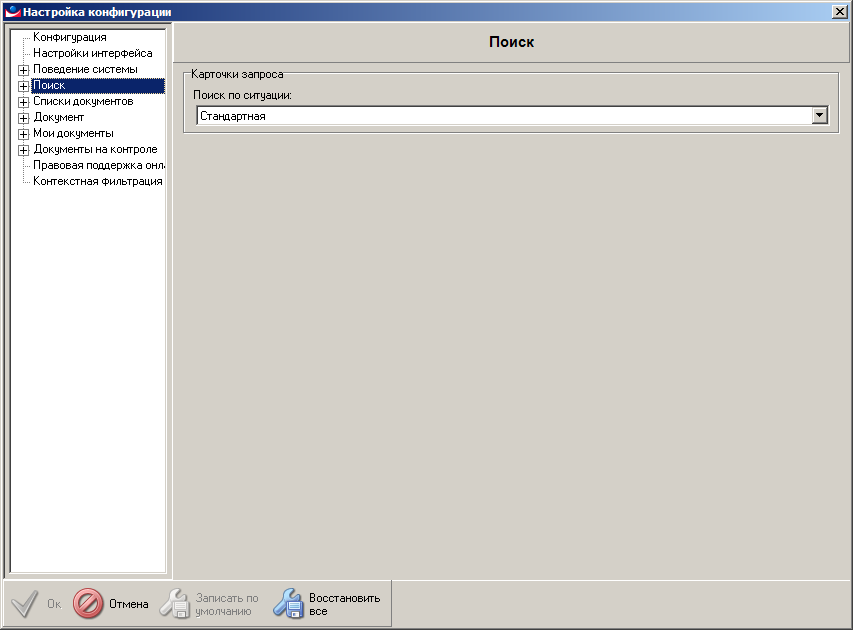 Настройка конфигурации
Конфигурация
Настройки интерфейса
Поведение системы
Поиск
Списки документов
Документ
Мои документы
Документы на контроле
Правовая поддержка онл
Контекстная фильтрация
Поиск
Карточки запроса
Поиск по ситуации:
Стандартная
Ок
Отмена
Записать по
умолчанию
Восстановить
все